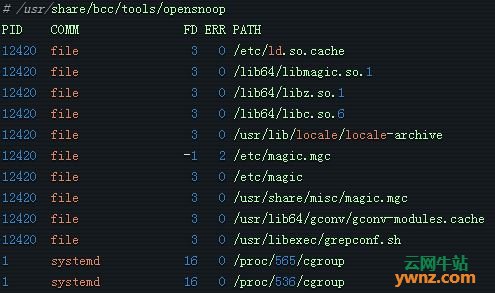 # /usr/share/bcc/tools/opensnoop
PID COMM FD ERR PATH
12420 file 3 0 /etc/ld.so.cache
12420 file 3 0 /lib64/libmagic.so.1
12420 file 3 0 /lib64/libz.so.1
12420 file 3 0 /lib64/libc.so.6
12420 file 3 0 /usr/lib/locale/locale-archive
12420 file -1 2 /etc/magic.mgc
12420 file 3 0 /etc/magic
12420 file 3 0 /usr/share/misc/magic.mgc
12420 file 3 0 /usr/lib64/gconv/gconv-modules.cache
12420 file 3 0 /usr/libexec/grepconf.sh
1 systemd 16 0 /proc/565/cgroup
1 systemd 16 0 /proc/536/cgroup
云网牛站
ywnz.com